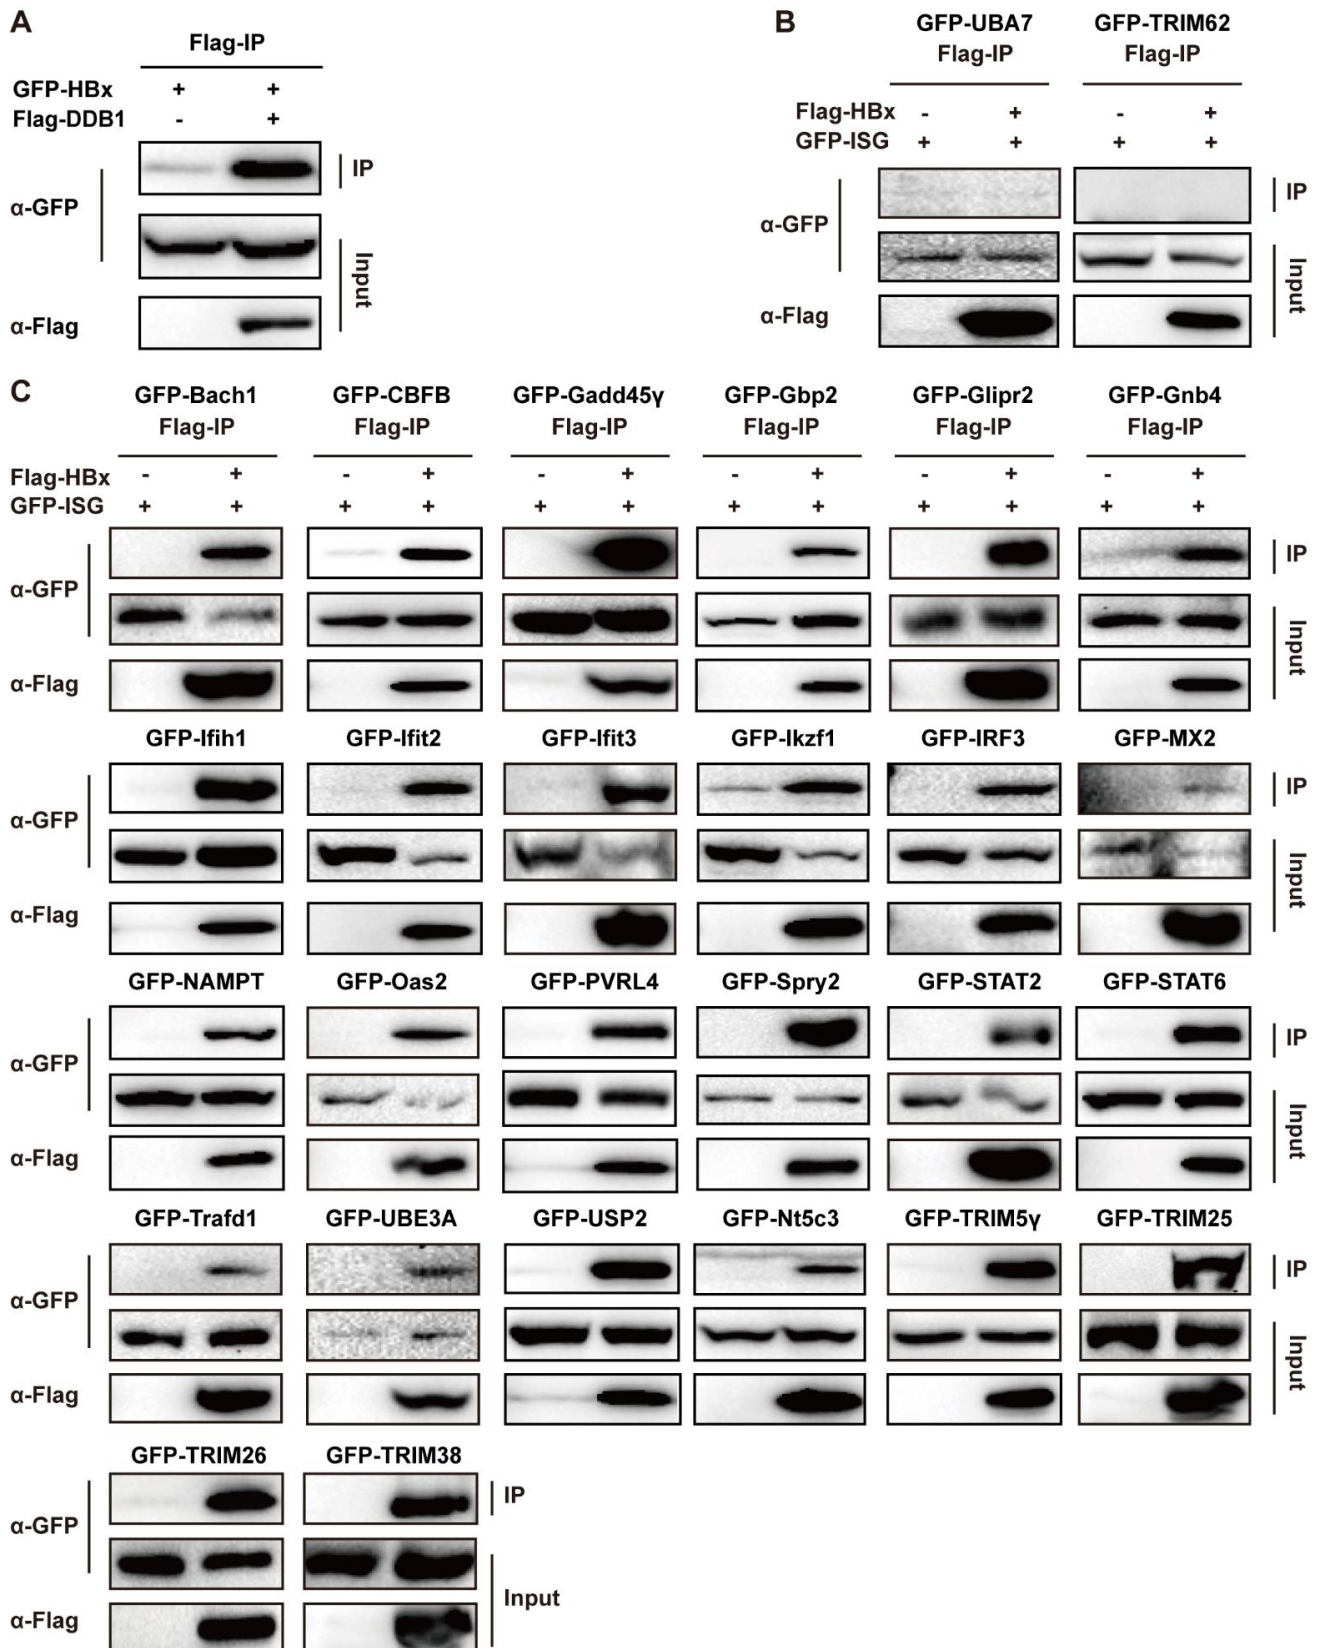 A
Flag-IP
GFP-HBx + +
Flag-DDB1 - +
α-GFP
IP
Input
α-Flag
B
GFP-UBA7 GFP-TRIM62
Flag-IP Flag-IP
Flag-HBx - + - +
GFP-ISG + + + +
α-GFP
IP
Input
α-Flag
C
GFP-Bach1 GFP-CBFB GFP-Gadd45γ GFP-Gbp2 GFP-Glipr2 GFP-Gnb4
Flag-IP Flag-IP Flag-IP Flag-IP Flag-IP Flag-IP
Flag-HBx - + - + - + - + - + - +
GFP-ISG + + + + + + + + + + + +
α-GFP
IP
Input
α-Flag
GFP-Ifih1 GFP-Ifit2 GFP-Ifit3 GFP-Ikzf1 GFP-IRF3 GFP-MX2
α-GFP
IP
Input
α-Flag
GFP-NAMPT GFP-Oas2 GFP-PVRL4 GFP-Spry2 GFP-STAT2 GFP-STAT6
α-GFP
IP
Input
α-Flag
GFP-Trafd1 GFP-UBE3A GFP-USP2 GFP-Nt5c3 GFP-TRIM5γ GFP-TRIM25
α-GFP
IP
Input
α-Flag
GFP-TRIM26 GFP-TRIM38
α-GFP
IP
Input
α-Flag